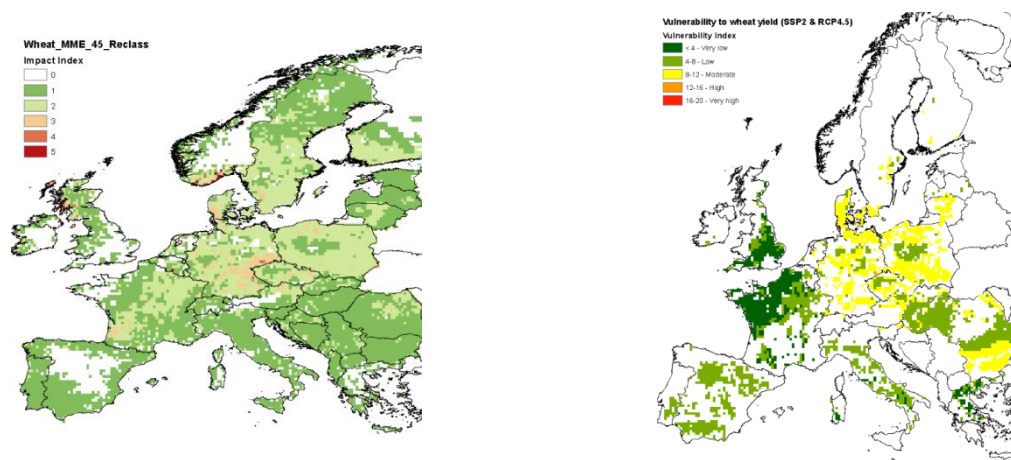 Wheat_MME_45_Reclass
Impact Index
0
1
2
3
4
5
Vulnerability to wheat yield (SSP2 & RCP4.5)
Vulnerability Index
< 4 - Very low
4-8 - Low
8-12 - Moderate
12-16 - High
16-20 - Very high